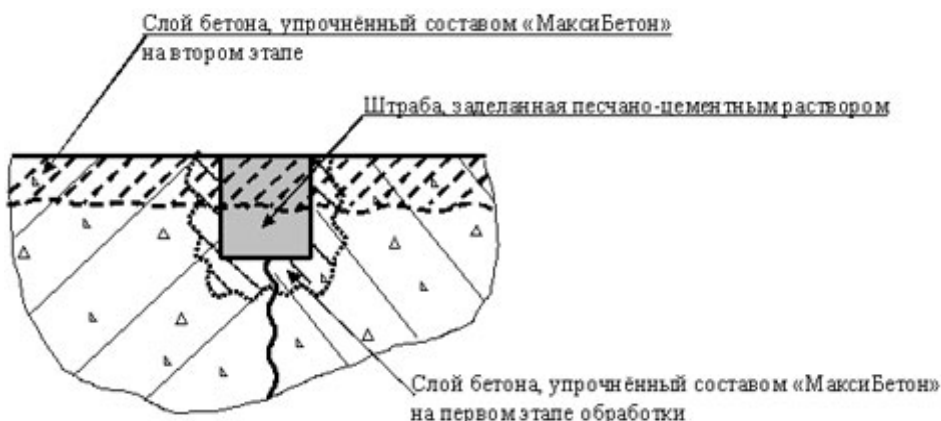 Слой бетона, упрочнённый составом «МаксиБетон»
на втором этапе
Штраба, заделанная песчано-цементным раствором
Слой бетона, упрочнённый составом «МаксиБетон»
на первом этапе обработки